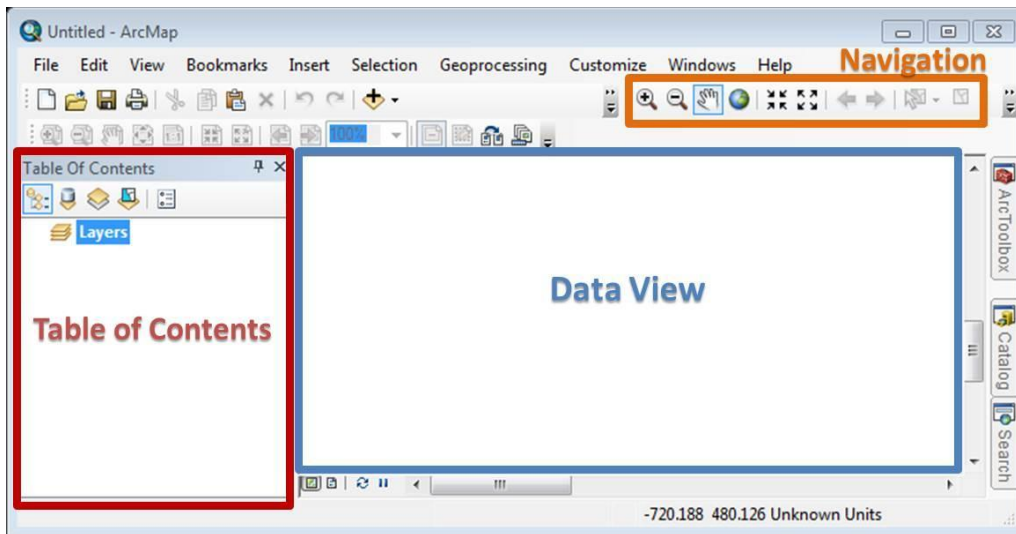 Untitled - ArcMap
File Edit View Bookmarks Insert Selection Geoprocessing Customize Windows Help
Navigation
100%
Table Of Contents
Layers
Table of Contents
Data View
ArcToolbox
Catalog
Search
-720.188 480.126 Unknown Units